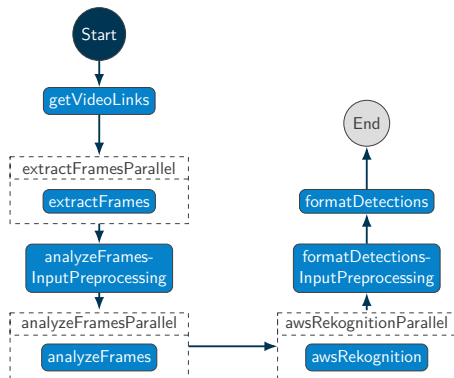 Start
getVideoLinks
extractFramesParallel
extractFrames
analyzeFrames-
InputPreprocessing
analyzeFramesParallel
analyzeFrames
awsRekognitionParallel
awsRekognition
formatDetections-
InputPreprocessing
formatDetections
End